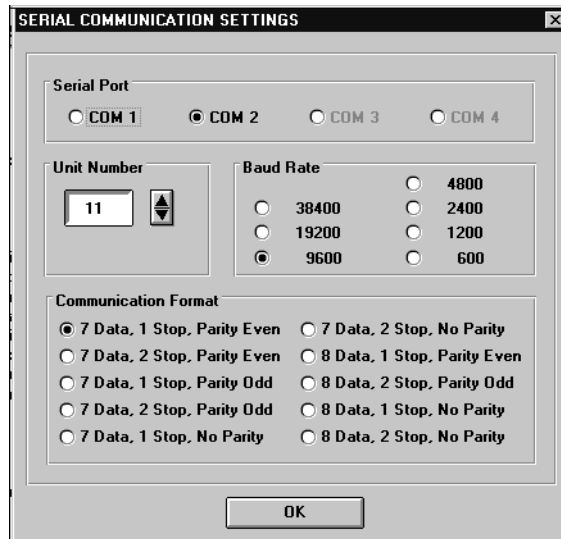 SERIAL COMMUNICATION SETTINGS
Serial Port
COM 1 COM 2 COM 3 COM 4
Unit Number
11
Baud Rate
4800
38400 2400
19200 1200
9600 600
Communication Format
7 Data, 1 Stop, Parity Even 7 Data, 2 Stop, No Parity
7 Data, 2 Stop, Parity Even 8 Data, 1 Stop, Parity Even
7 Data, 1 Stop, Parity Odd 8 Data, 2 Stop, Parity Odd
7 Data, 2 Stop, Parity Odd 8 Data, 1 Stop, No Parity
7 Data, 1 Stop, No Parity 8 Data, 2 Stop, No Parity
OK